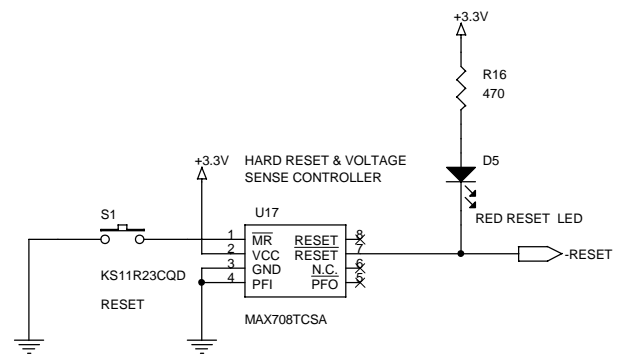 +3.3V
R16
470
+3.3V
HARD RESET & VOLTAGE
SENSE CONTROLLER
D5
S1
U17
RED RESET LED
1 MR RESET 8
2 VCC RESET 7
-RESET
3 GND N.C. 6
4 PFI PFO 5
KS11R23CQD
RESET
MAX708TCSA